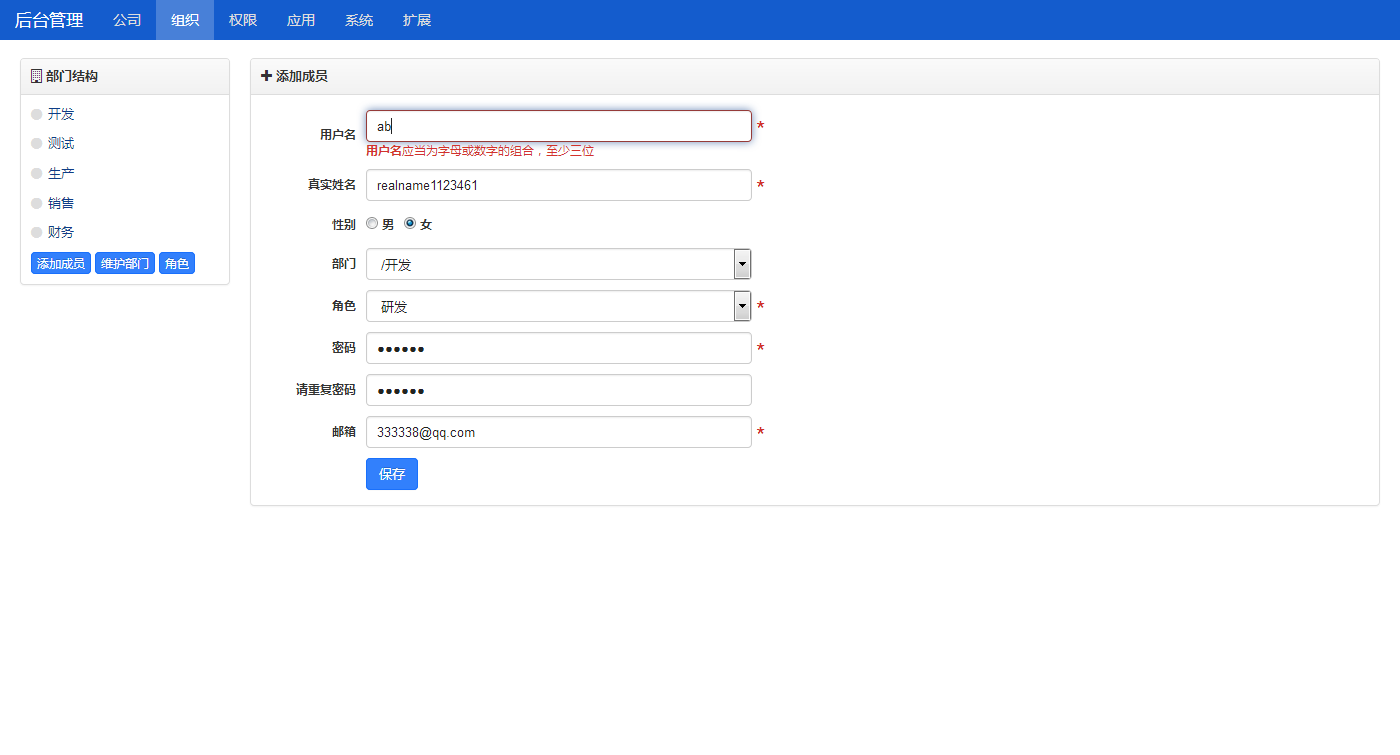 后台管理 公司 组织 权限 应用 系统 扩展
部门结构
开发
测试
生产
销售
财务
添加成员 维护部门 角色
添加成员
用户名 ab *
用户名应当为字母或数字的组合，至少三位
真实姓名 realname1123461 *
性别 男 女
部门 /开发
角色 研发 *
密码 •••••• *
请重复密码 ••••••
邮箱 333338@qq.com *
保存